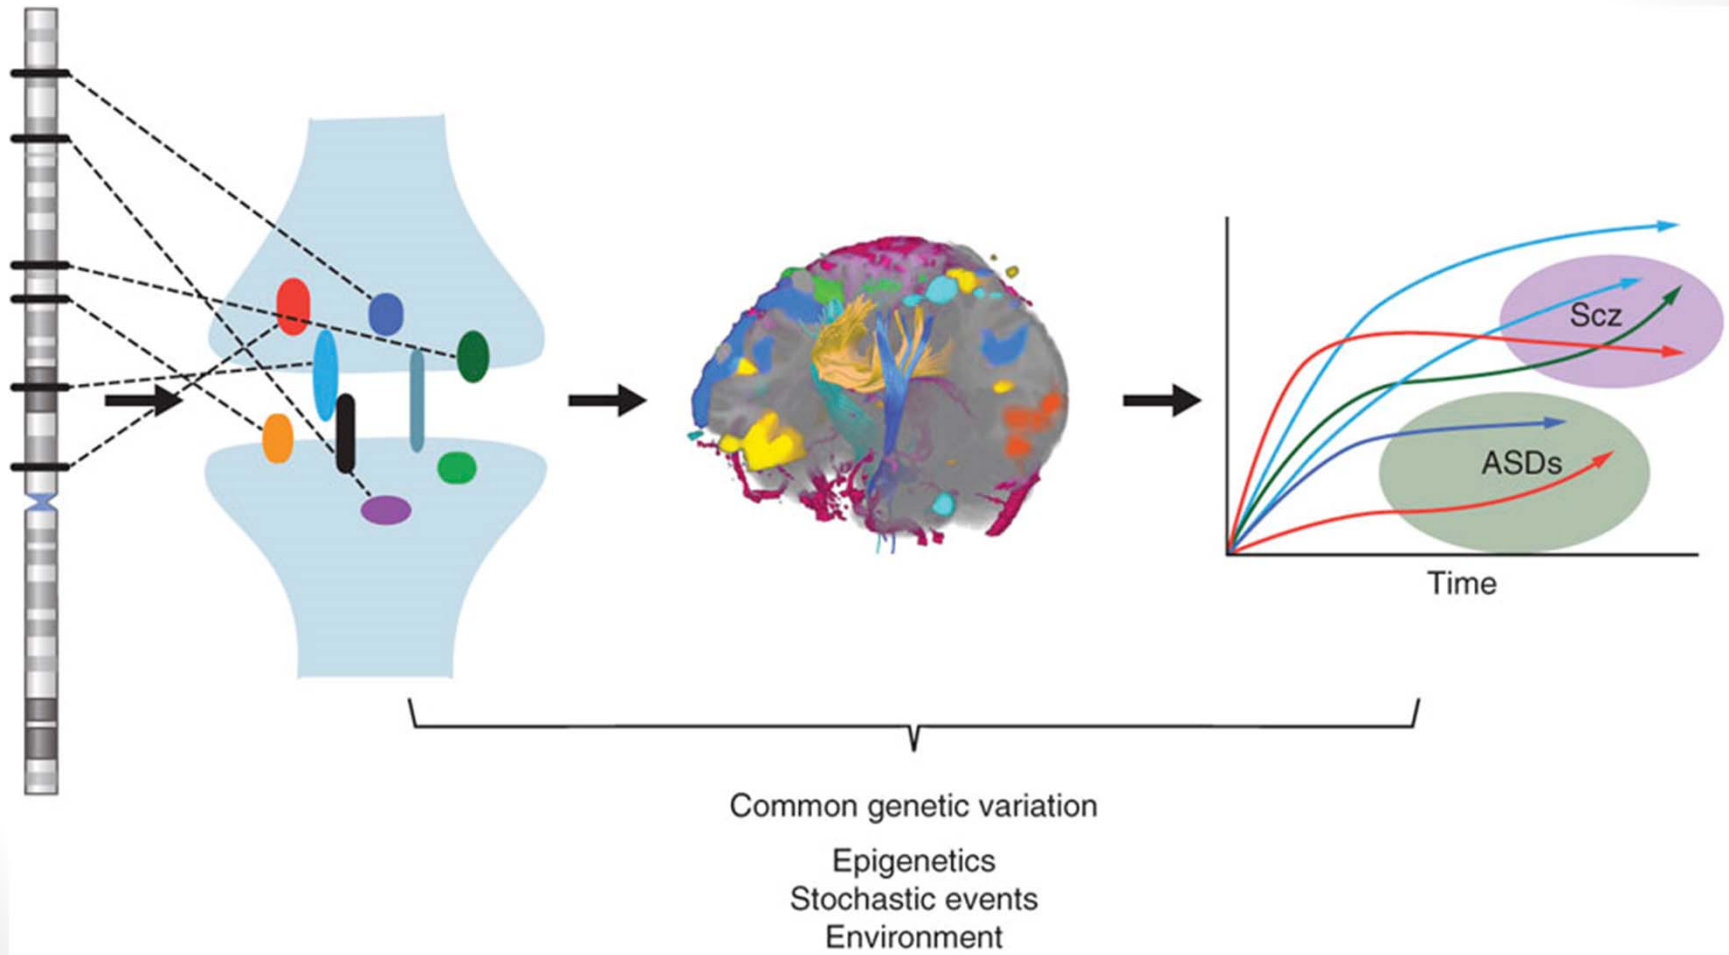 Scz
ASDs
Time
Common genetic variation
Epigenetics
Stochastic events
Environment